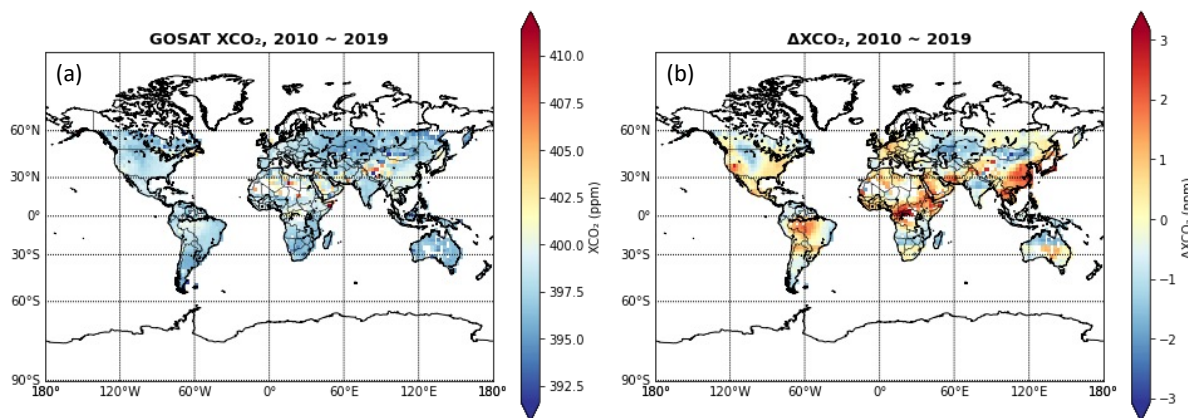 GOSAT XCO₂, 2010 ~ 2019
(a)
60°N
30°N
0°
30°S
60°S
90°S
180° 120°W 60°W 0° 60°E 120°E 180°
410.0
407.5
405.0
402.5
400.0
397.5
395.0
392.5
XCO₂ (ppm)
ΔXCO₂, 2010 ~ 2019
(b)
60°N
30°N
0°
30°S
60°S
90°S
180° 120°W 60°W 0° 60°E 120°E 180°
3
2
1
0
−1
−2
−3
ΔXCO₂ (ppm)